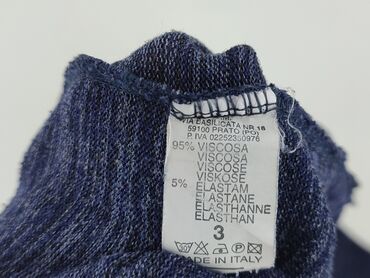 VIA BASILICATA NR.16
59100 PRATO (PO)
P. IVA 02252350976
95% VISCOSA
VISCOSA
VISCOSE
VISKOSE
5% ELASTAM
ELASTANE
ELASTHANNE
ELASTHAN
3
MADE IN ITALY